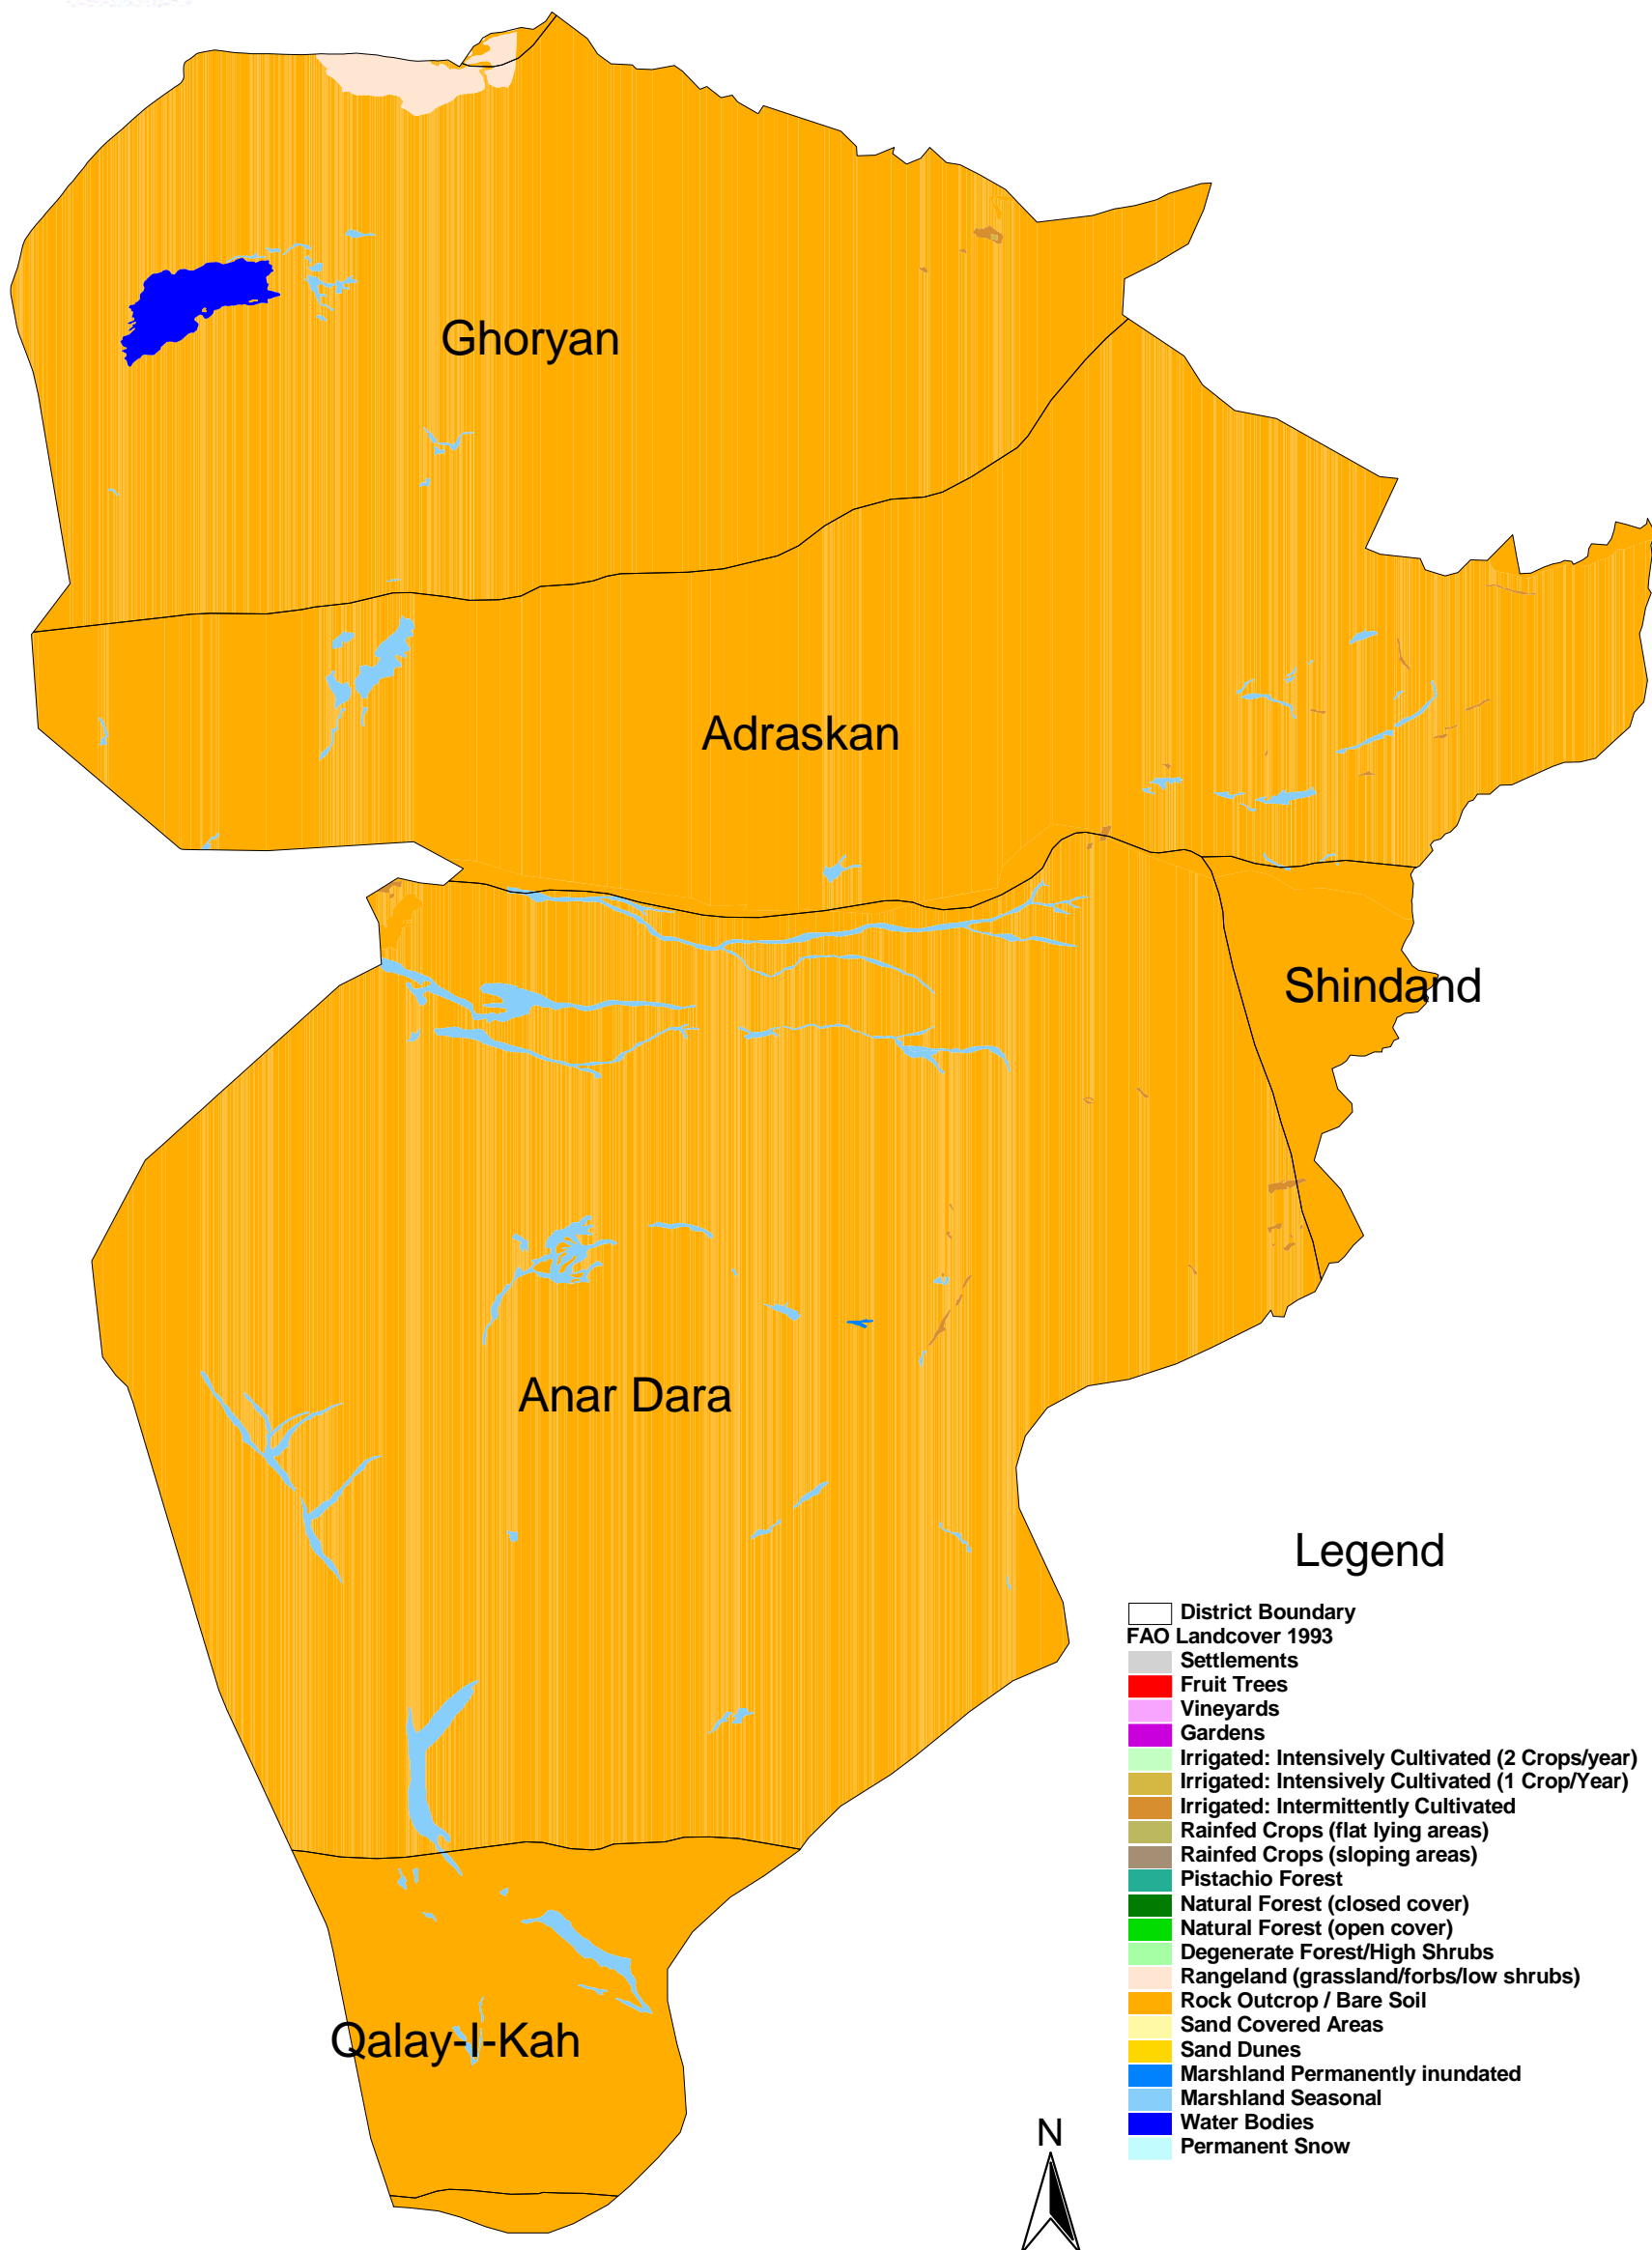 Ghoryan
Adraskan
Shindand
Anar Dara
Qalay-I-Kah
Legend
District Boundary
FAO Landcover 1993
Settlements
Fruit Trees
Vineyards
Gardens
Irrigated: Intensively Cultivated (2 Crops/year)
Irrigated: Intensively Cultivated (1 Crop/Year)
Irrigated: Intermittently Cultivated
Rainfed Crops (flat lying areas)
Rainfed Crops (sloping areas)
Pistachio Forest
Natural Forest (closed cover)
Natural Forest (open cover)
Degenerate Forest/High Shrubs
Rangeland (grassland/forbs/low shrubs)
Rock Outcrop / Bare Soil
Sand Covered Areas
Sand Dunes
Marshland Permanently inundated
Marshland Seasonal
Water Bodies
Permanent Snow
N